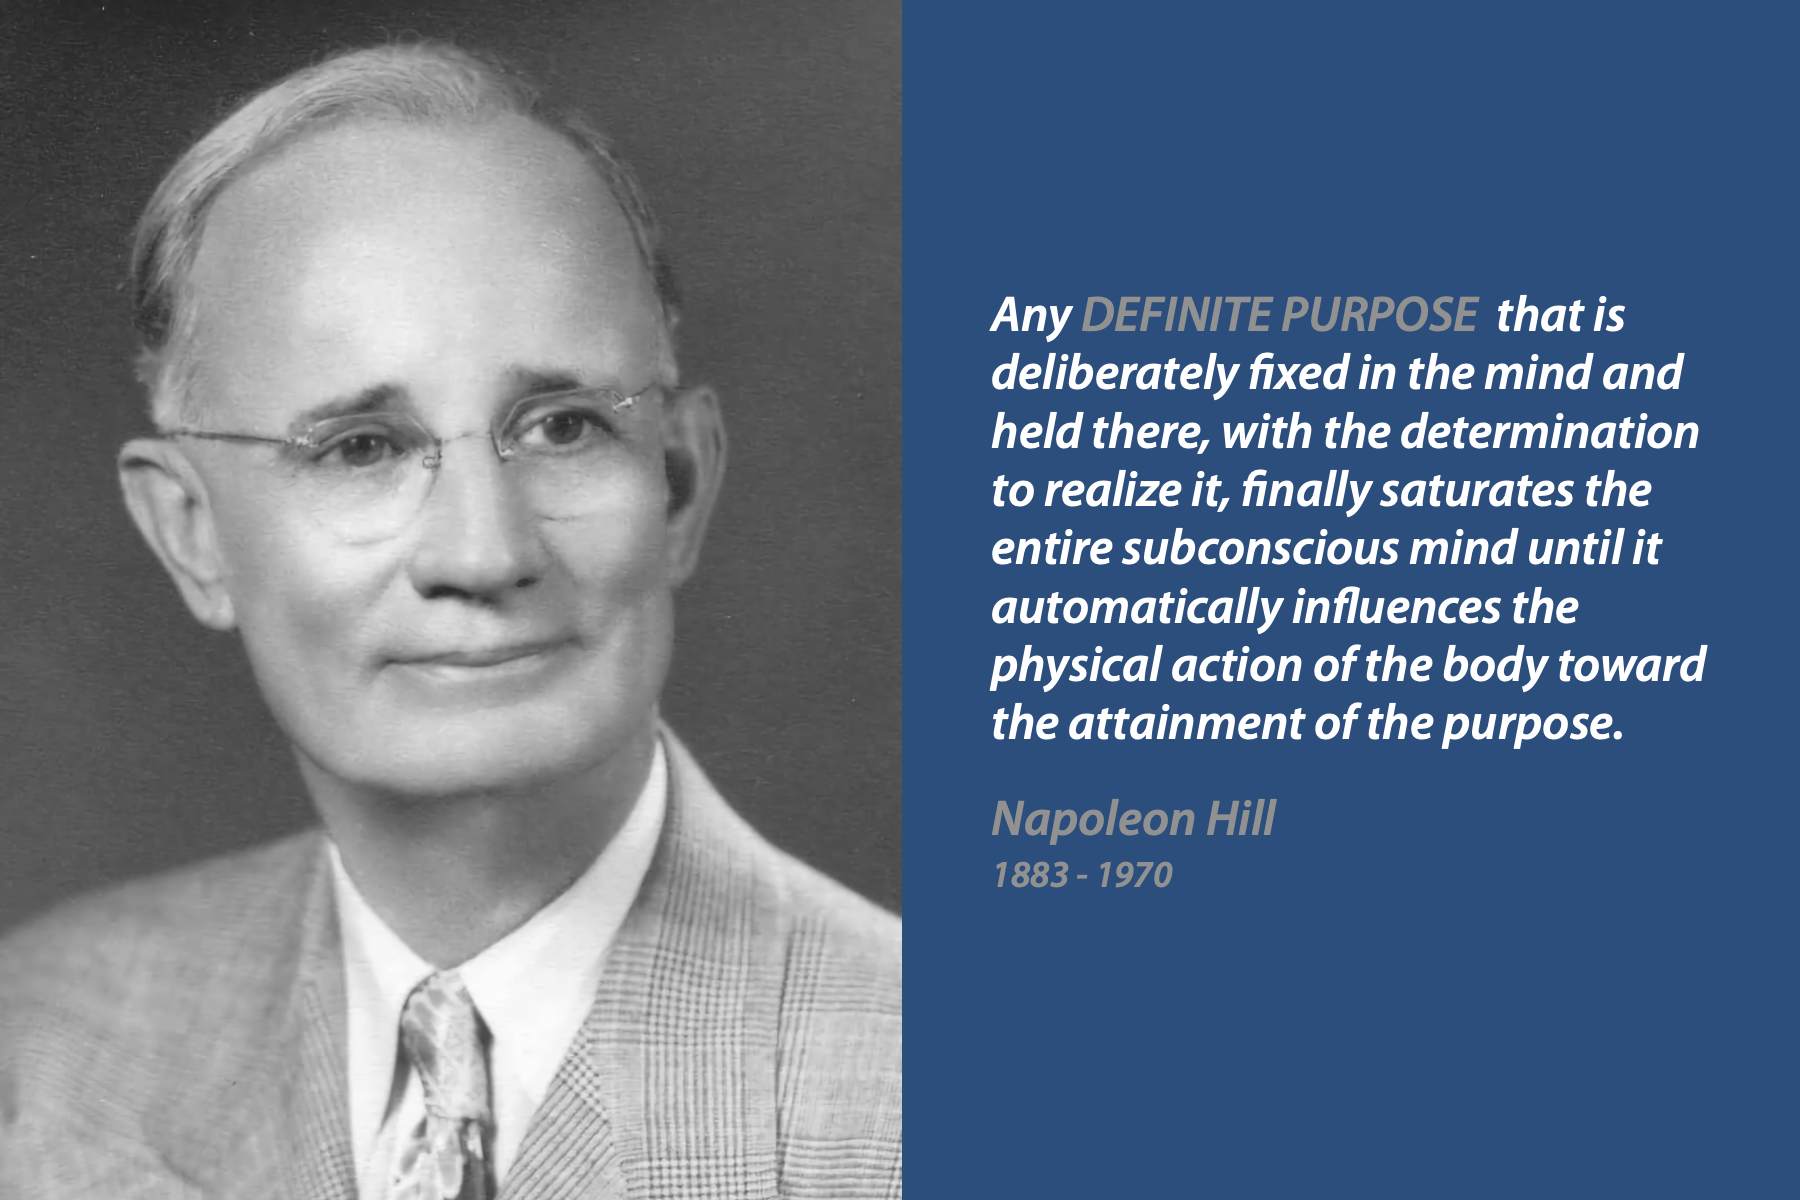 Any DEFINITE PURPOSE that is
deliberately fixed in the mind and
held there, with the determination
to realize it, finally saturates the
entire subconscious mind until it
automatically influences the
physical action of the body toward
the attainment of the purpose.
Napoleon Hill
1883 - 1970